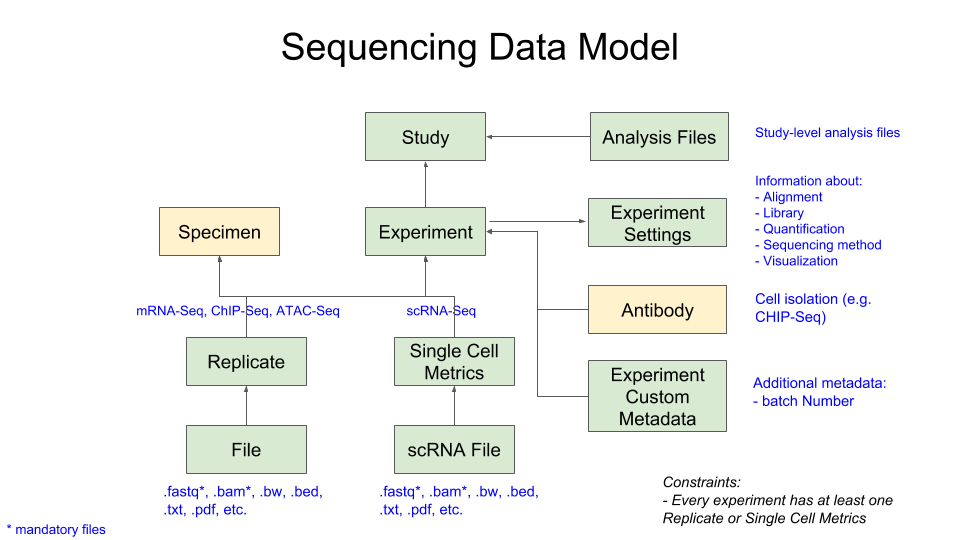 Sequencing Data Model
Study
Analysis Files
Study-level analysis files
Information about:
- Alignment
- Library
- Quantification
- Sequencing method
- Visualization
Specimen
Experiment
Experiment
Settings
mRNA-Seq, ChIP-Seq, ATAC-Seq
scRNA-Seq
Antibody
Cell isolation (e.g.
CHIP-Seq)
Replicate
Single Cell
Metrics
Experiment
Custom
Metadata
Additional metadata:
- batch Number
File
scRNA File
.fastq*, .bam*, .bw, .bed,
.txt, .pdf, etc.
.fastq*, .bam*, .bw, .bed,
.txt, .pdf, etc.
Constraints:
- Every experiment has at least one
Replicate or Single Cell Metrics
* mandatory files